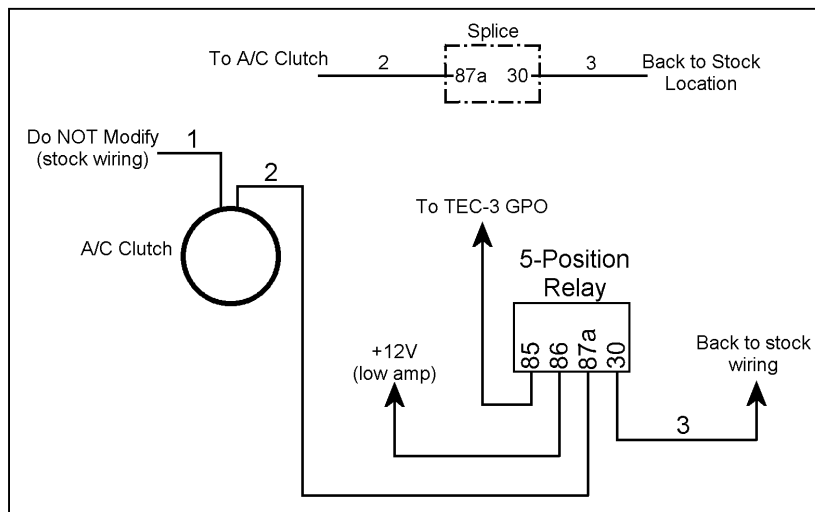 Splice
To A/C Clutch
2
87a
30
3
Back to Stock
Location
Do NOT Modify
(stock wiring)
1
2
A/C Clutch
To TEC-3 GPO
5-Position
Relay
85
86
87a
30
+12V
(low amp)
Back to stock
wiring
3